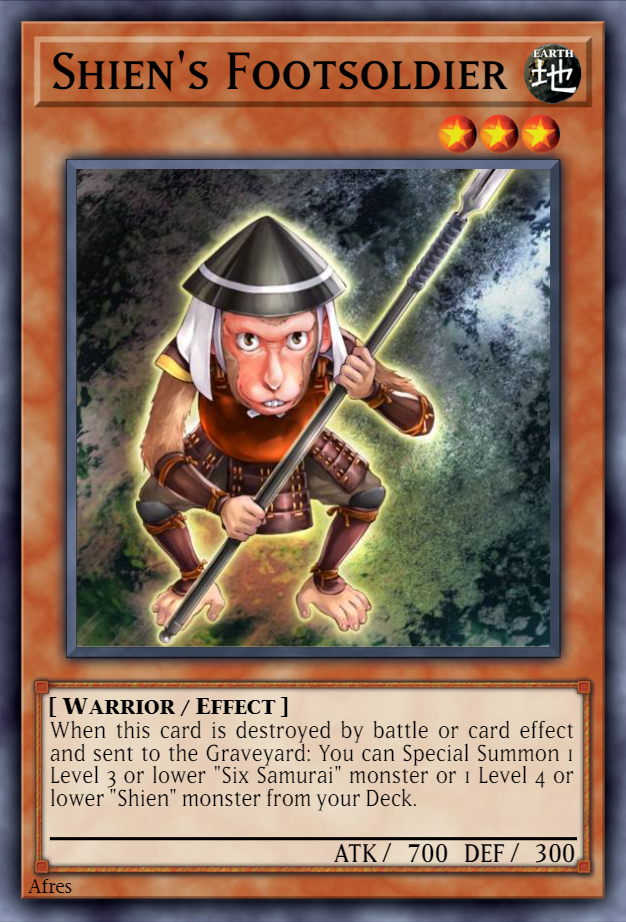 Shien's Footsoldier
EARTH
地
[ Warrior / Effect ]
When this card is destroyed by battle or card effect
and sent to the Graveyard: You can Special Summon 1
Level 3 or lower "Six Samurai" monster or 1 Level 4 or
lower "Shien" monster from your Deck.
ATK / 700 DEF / 300
Afres